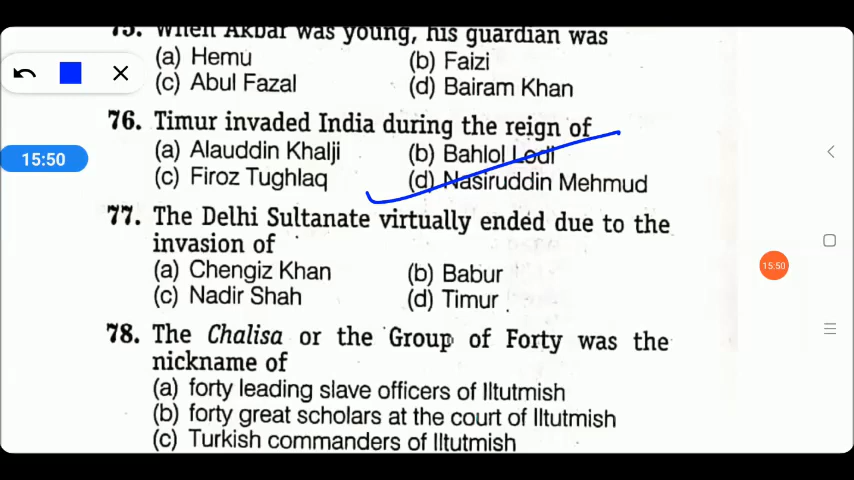 75. When Akbar was young, his guardian was
(a) Hemu (b) Faizi
(c) Abul Fazal (d) Bairam Khan
76. Timur invaded India during the reign of
(a) Alauddin Khalji (b) Bahlol Lodi
(c) Firoz Tughlaq (d) Nasiruddin Mehmud
15:50
77. The Delhi Sultanate virtually ended due to the
invasion of
(a) Chengiz Khan (b) Babur
(c) Nadir Shah (d) Timur
15:50
78. The Chalisa or the Group of Forty was the
nickname of
(a) forty leading slave officers of Iltutmish
(b) forty great scholars at the court of Iltutmish
(c) Turkish commanders of Iltutmish